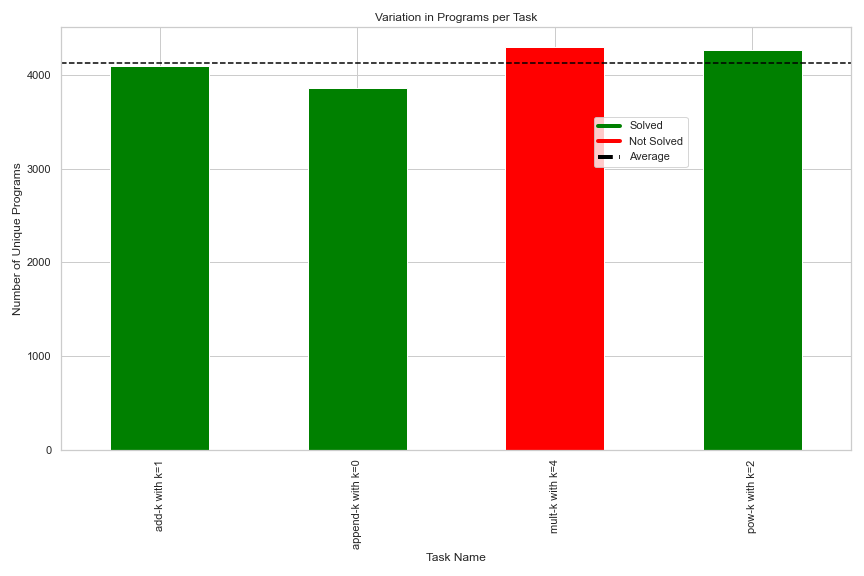 Variation in Programs per Task
Number of Unique Programs
4000
3000
2000
1000
0
Solved
Not Solved
Average
add-k with k=1
append-k with k=0
mult-k with k=4
pow-k with k=2
Task Name